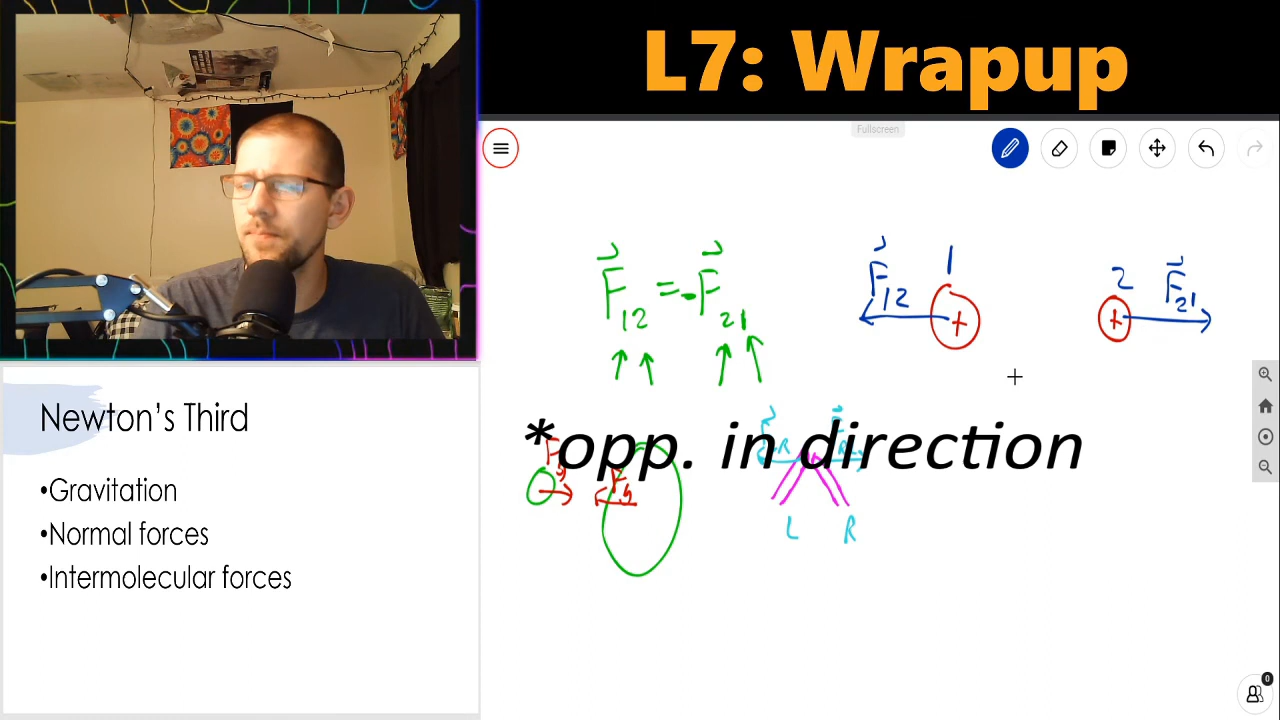 L7: Wrapup
Fullscreen
F12 = -F21
F12
1
2
F21
+
+
*opp. in direction
F
F
L
R
Newton's Third
•Gravitation
•Normal forces
•Intermolecular forces
0